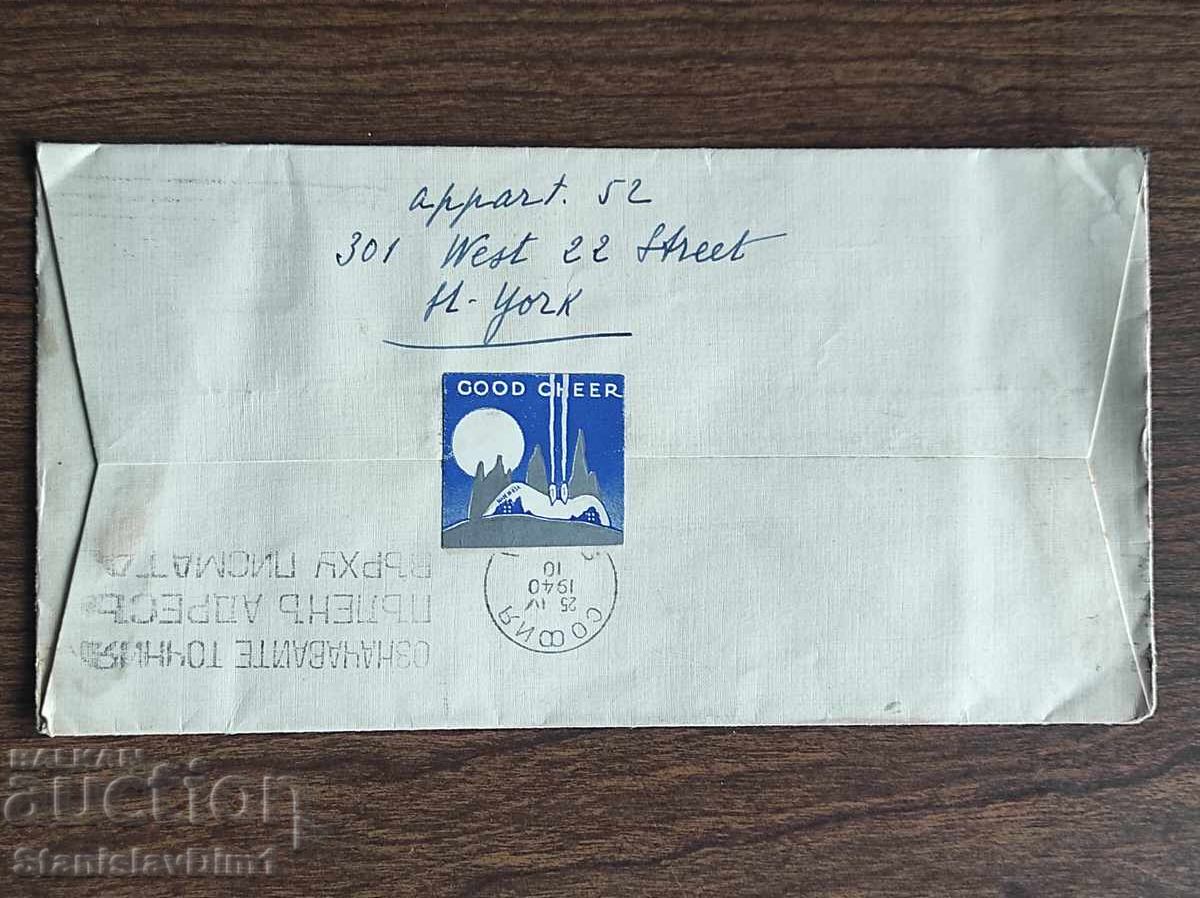 appart. 52
301 West 22 Street
N-York
GOOD CHEER
СОФИЯ
25 IV
1940
10
ОЗНАЧАВАЙТЕ ТОЧНИЯ
ПЪЛЕНЪ АДРЕСЪ
ВЪРХУ ПИСМАТА
BALKAN
auction
StanislavDim1